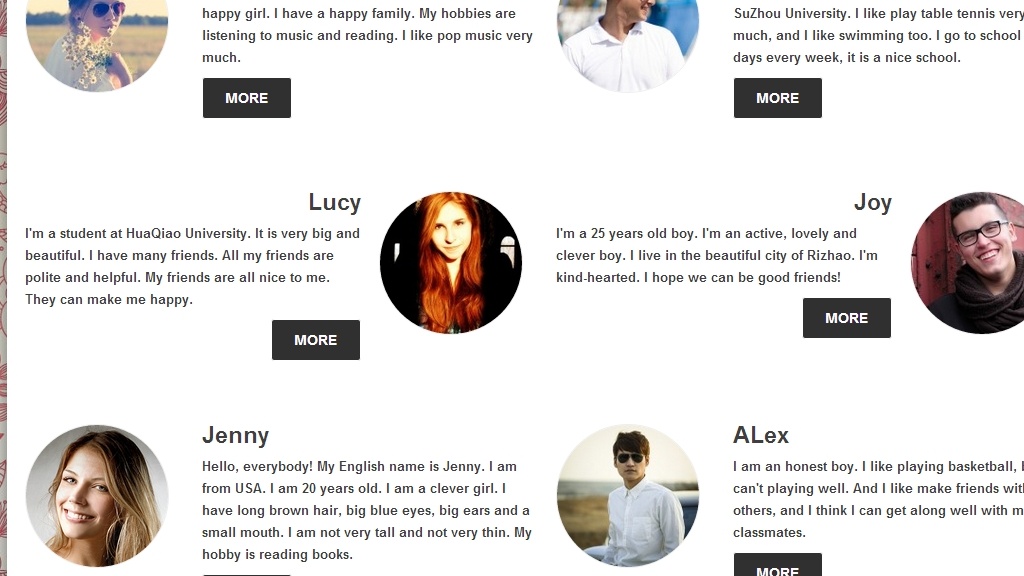 happy girl. I have a happy family. My hobbies are
listening to music and reading. I like pop music very
much.
MORE
SuZhou University. I like play table tennis very
much, and I like swimming too. I go to school
days every week, it is a nice school.
MORE
Lucy
I'm a student at HuaQiao University. It is very big and
beautiful. I have many friends. All my friends are
polite and helpful. My friends are all nice to me.
They can make me happy.
MORE
Joy
I'm a 25 years old boy. I'm an active, lovely and
clever boy. I live in the beautiful city of Rizhao. I'm
kind-hearted. I hope we can be good friends!
MORE
Jenny
Hello, everybody! My English name is Jenny. I am
from USA. I am 20 years old. I am a clever girl. I
have long brown hair, big blue eyes, big ears and a
small mouth. I am not very tall and not very thin. My
hobby is reading books.
ALex
I am an honest boy. I like playing basketball,
can't playing well. And I like make friends with
others, and I think I can get along well with
classmates.
MORE